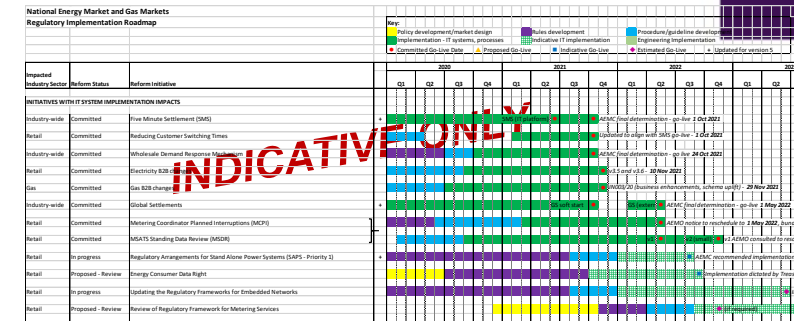 National Energy Market and Gas Markets
Regulatory Implementation Roadmap
Key:
Policy development/market design Rules development Procedure/guideline development
Implementation - IT systems, processes Indicative IT implementation Engineering Implementation
Committed Go-Live Date Proposed Go-Live Indicative Go-Live Estimated Go-Live + Updated for version 5
2020 2021 2022
Impacted
Industry Sector Reform Status Reform Initiative Q1 Q2 Q3 Q4 Q1 Q2 Q3 Q4 Q1 Q2 Q3 Q4 Q1 Q2
INITIATIVES WITH IT SYSTEM IMPLEMENTATION IMPACTS
Industry-wide Committed Five Minute Settlement (5MS) + 5MS (IT platform) AEMC final determination - go-live 1 Oct 2021
Retail Committed Reducing Customer Switching Times Updated to align with 5MS go-live - 1 Oct 2021
Industry-wide Committed Wholesale Demand Response Mechanism AEMC final determination - go-live 24 Oct 2021
Retail Committed Electricity B2B changes v3.5 and v3.6 - 10 Nov 2021
Gas Committed Gas B2B changes (business enhancements, schema uplift) - 29 Nov 2021
Industry-wide Committed Global Settlements + GS soft start AEMC final determination - go-live 1 May 2022
Retail Committed Metering Coordinator Planned Interruptions (MCPI) AEMO notice to reschedule to 1 May 2022,
Retail Committed MSATS Standing Data Review (MSDR) v1 v2 (small) v1 AEMO consulted to
Retail In progress Regulatory Arrangements for Stand Alone Power Systems (SAPS - Priority 1) + AEMC recommended implementation
Retail Proposed - Review Energy Consumer Data Right Implementation dictated by
Retail In progress Updating the Regulatory Frameworks for Embedded Networks
Retail Proposed - Review Review of Regulatory Framework for Metering Services (if required)
INDICATIVE ONLY